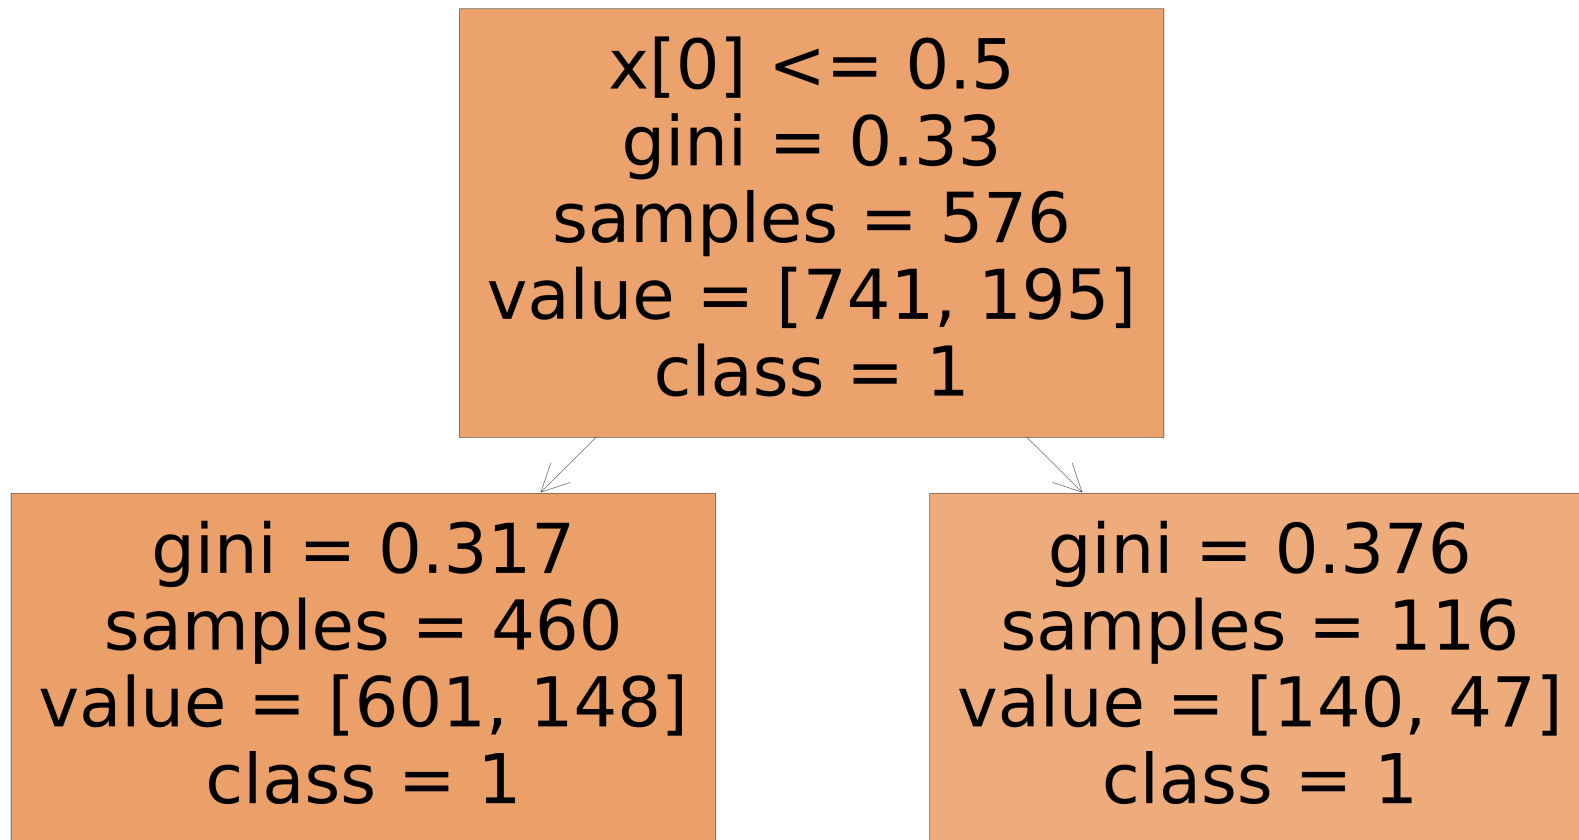 x[0] <= 0.5
gini = 0.33
samples = 576
value = [741, 195]
class = 1
gini = 0.317
samples = 460
value = [601, 148]
class = 1
gini = 0.376
samples = 116
value = [140, 47]
class = 1